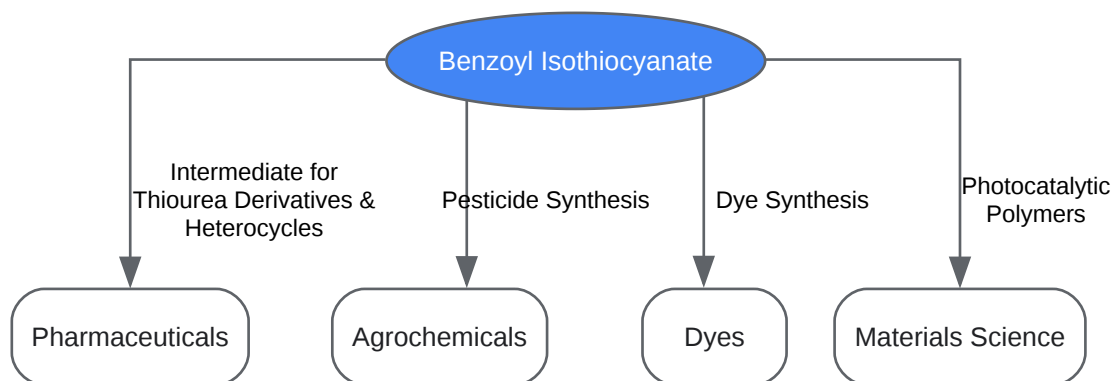 Benzoyl Isothiocyanate
Intermediate for
Thiourea Derivatives &
Heterocycles
Pesticide Synthesis
Dye Synthesis
Photocatalytic
Polymers
Pharmaceuticals
Agrochemicals
Dyes
Materials Science